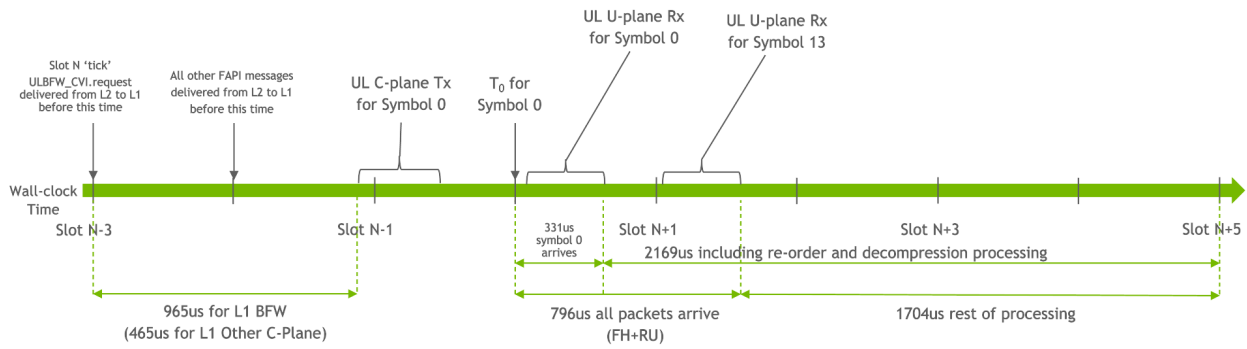 Slot N 'tick'
ULBFW_CVI.request
delivered from L2 to L1
before this time
All other FAPI messages
delivered from L2 to L1
before this time
UL C-plane Tx
for Symbol 0
T0 for
Symbol 0
UL U-plane Rx
for Symbol 0
UL U-plane Rx
for Symbol 13
Wall-clock
Time
Slot N-3
Slot N-1
Slot N+1
Slot N+3
Slot N+5
331us
symbol 0
arrives
2169us including re-order and decompression processing
965us for L1 BFW
(465us for L1 Other C-Plane)
796us all packets arrive
(FH+RU)
1704us rest of processing